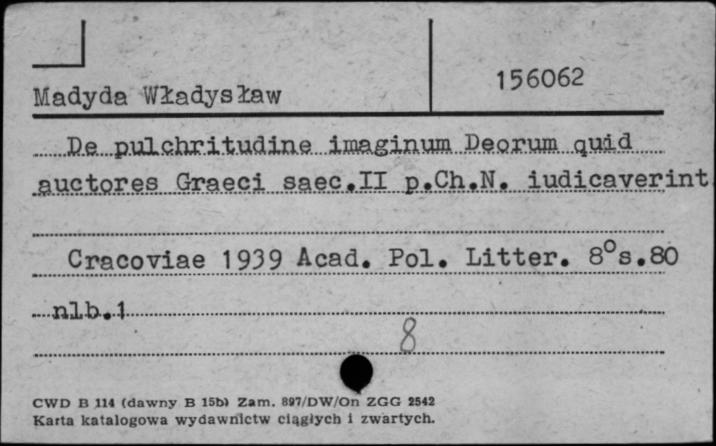 156062
Madyda Władysław
De pulchritudine imaginum Deorum quid
auctores Graeci saec.II p.Ch.N. iudicaverint
Cracoviae 1939 Acad. Pol. Litter. 8°s.80
nlb.1
8
CWD B 114 (dawny B 15b) Zam. 897/DW/On ZGG 2542
Karta katalogowa wydawnictw ciągłych i zwartych.